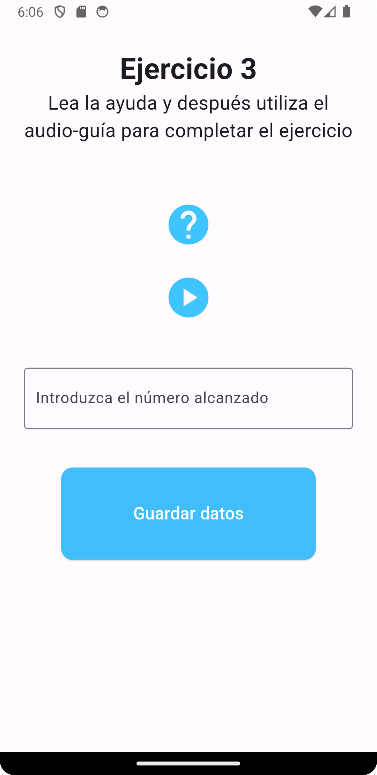 6:06
Ejercicio 3
Lea la ayuda y después utiliza el
audio-guía para completar el ejercicio
?
Introduzca el número alcanzado
Guardar datos